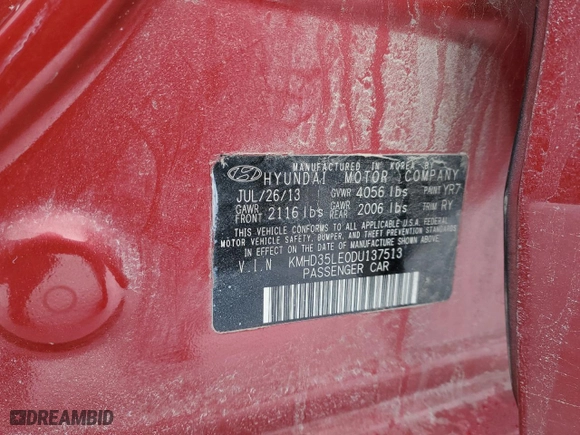 MANUFACTURED IN KOREA BY
HYUNDAI MOTOR COMPANY
JUL/26/13 GVWR 4056 lbs PAINT YR7
GAWR FRONT 2116 lbs GAWR REAR 2006 lbs TRIM RY
THIS VEHICLE CONFORMS TO ALL APPLICABLE U.S.A. FEDERAL
MOTOR VEHICLE SAFETY, BUMPER, AND THEFT PREVENTION STANDARDS
IN EFFECT ON THE DATE OF MANUFACTURE SHOWN ABOVE.
V.I.N KMHD35LE0DU137513
PASSENGER CAR
DREAMBID